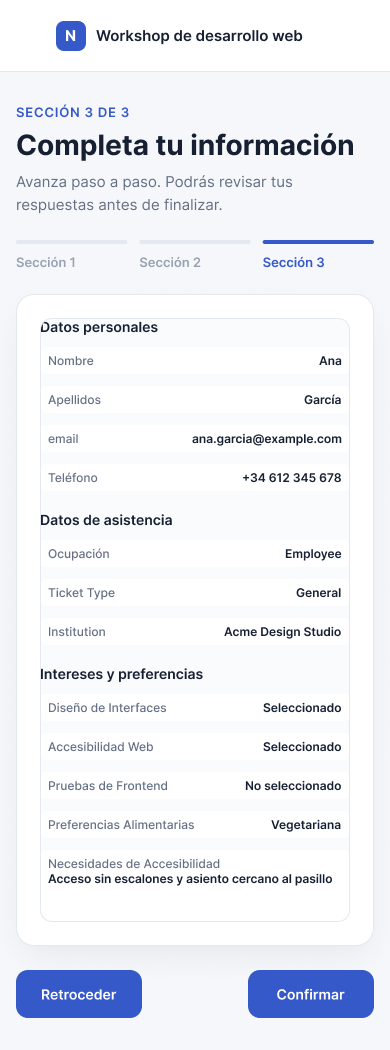 N Workshop de desarrollo web
SECCIÓN 3 DE 3
Completa tu información
Avanza paso a paso. Podrás revisar tus
respuestas antes de finalizar.
Sección 1 Sección 2 Sección 3
Datos personales
Nombre Ana
Apellidos García
email ana.garcia@example.com
Teléfono +34 612 345 678
Datos de asistencia
Ocupación Employee
Ticket Type General
Institution Acme Design Studio
Intereses y preferencias
Diseño de Interfaces Seleccionado
Accesibilidad Web Seleccionado
Pruebas de Frontend No seleccionado
Preferencias Alimentarias Vegetariana
Necesidades de Accesibilidad
Acceso sin escalones y asiento cercano al pasillo
Retroceder Confirmar